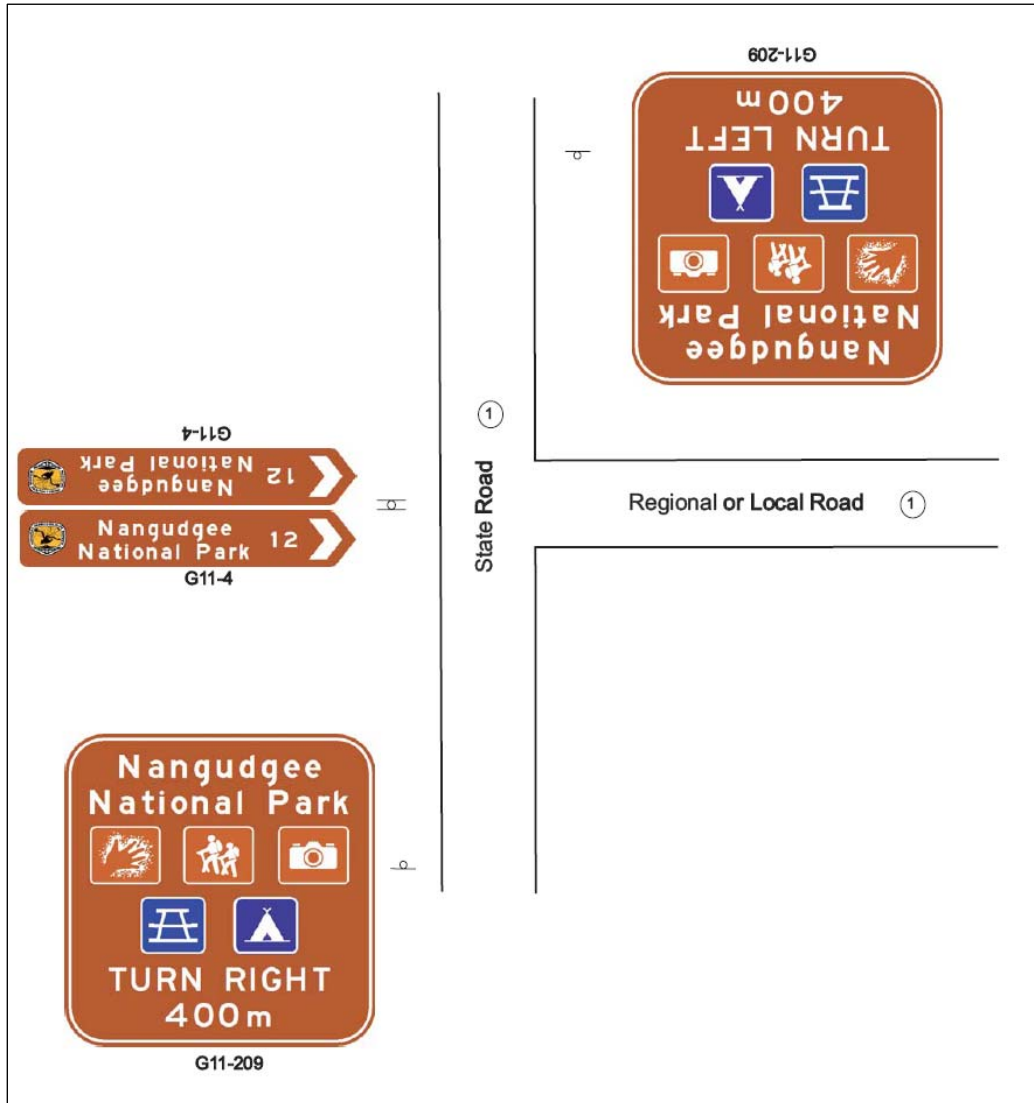 G11-209
Nangudgee
National Park
TURN LEFT
400m
1
State Road
Regional or Local Road 1
G11-4
Nangudgee
National Park 12
Nangudgee
National Park 12
G11-4
Nangudgee
National Park
TURN RIGHT
400m
G11-209